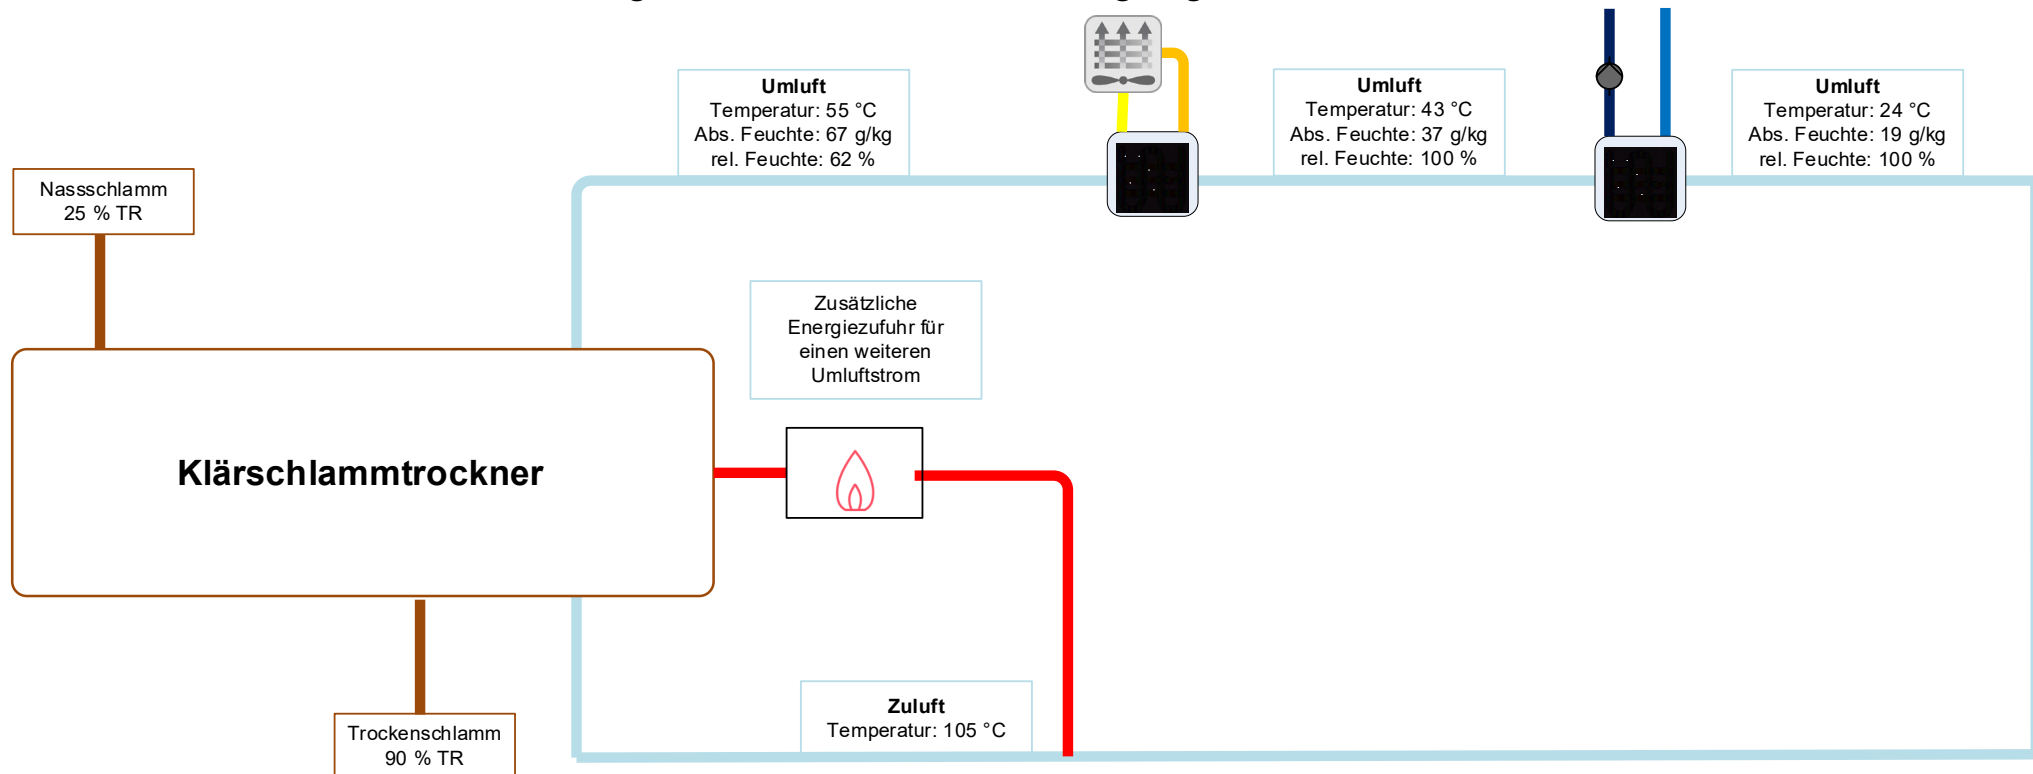 Umluft
Temperatur: 55 °C
Abs. Feuchte: 67 g/kg
rel. Feuchte: 62 %
Umluft
Temperatur: 43 °C
Abs. Feuchte: 37 g/kg
rel. Feuchte: 100 %
Umluft
Temperatur: 24 °C
Abs. Feuchte: 19 g/kg
rel. Feuchte: 100 %
Nassschlamm
25 % TR
Zusätzliche
Energiezufuhr für
einen weiteren
Umluftstrom
Klärschlammtrockner
Zuluft
Temperatur: 105 °C
Trockenschlamm
90 % TR